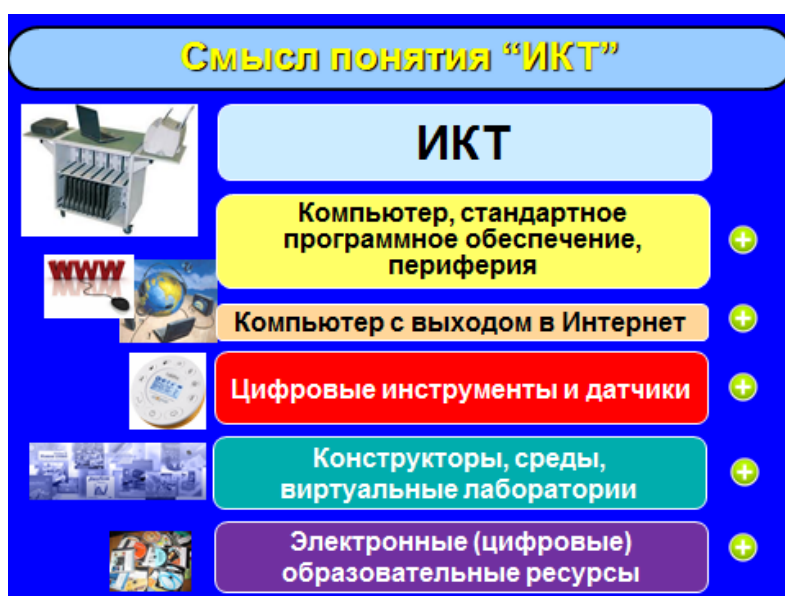 Смысл понятия “ИКТ”
ИКТ
Компьютер, стандартное
программное обеспечение,
периферия
WWW
Компьютер с выходом в Интернет
Цифровые инструменты и датчики
Конструкторы, среды,
виртуальные лаборатории
Электронные (цифровые)
образовательные ресурсы